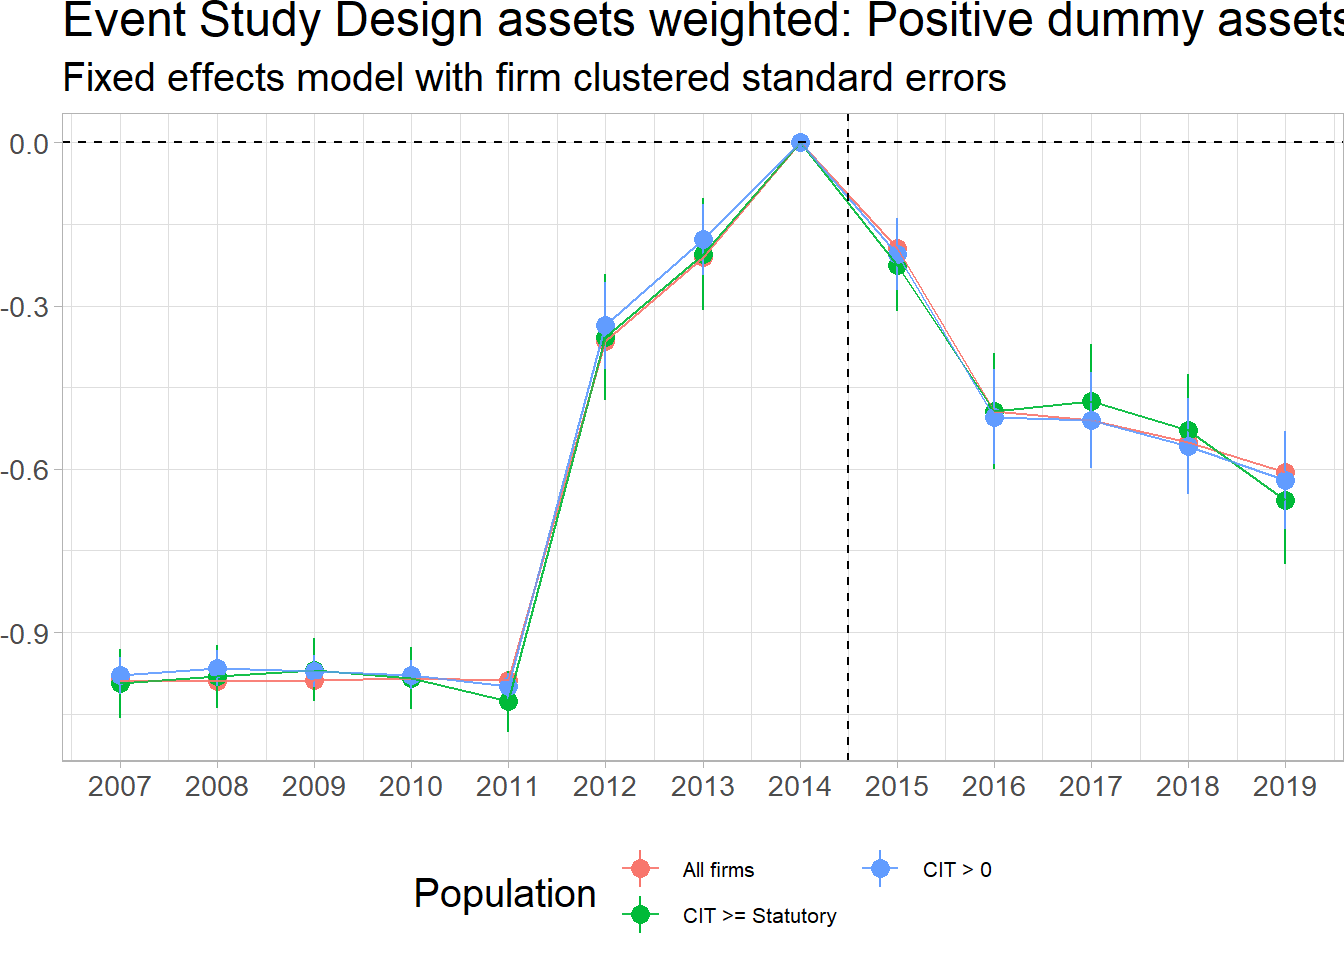 Event Study Design assets weighted: Positive dummy assets
Fixed effects model with firm clustered standard errors
0.0
-0.3
-0.6
-0.9
2007 2008 2009 2010 2011 2012 2013 2014 2015 2016 2017 2018 2019
Population
All firms
CIT > 0
CIT >= Statutory